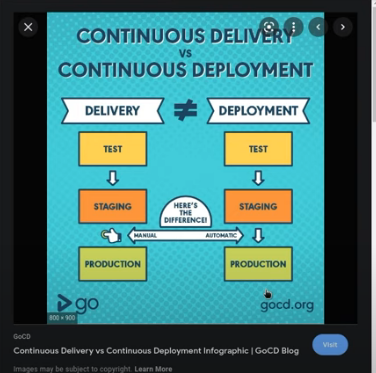 CONTINUOUS DELIVERY
VS
CONTINUOUS DEPLOYMENT
DELIVERY ≠ DEPLOYMENT
TEST TEST
STAGING HERE'S THE DIFFERENCE! STAGING
MANUAL AUTOMATIC
PRODUCTION PRODUCTION
go gocd.org
800 × 900
GoCD
Continuous Delivery vs Continuous Deployment Infographic | GoCD Blog
Visit
Images may be subject to copyright. Learn More